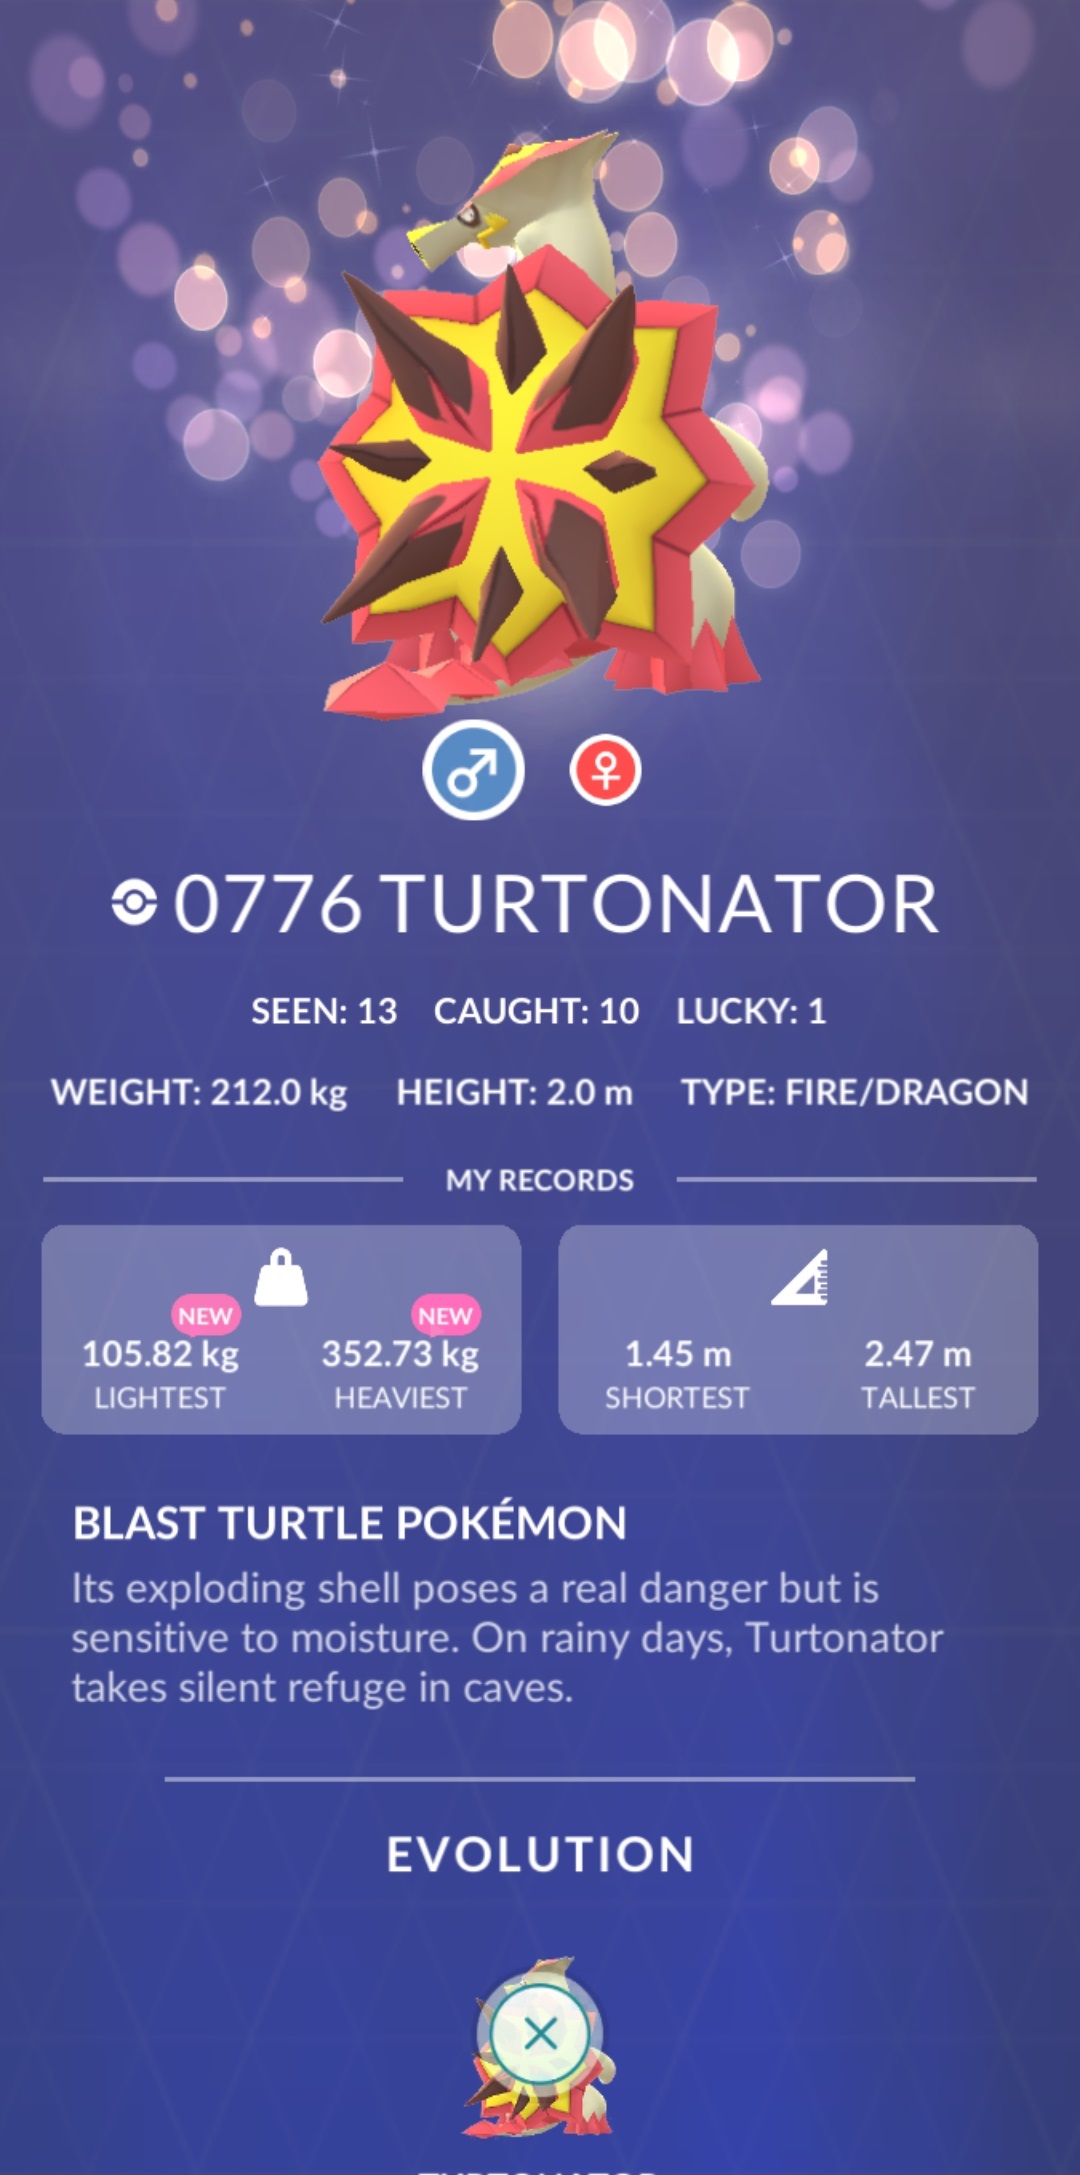 0776 TURTONATOR
SEEN: 13 CAUGHT: 10 LUCKY: 1
WEIGHT: 212.0 kg HEIGHT: 2.0 m TYPE: FIRE/DRAGON
MY RECORDS
NEW NEW
105.82 kg 352.73 kg 1.45 m 2.47 m
LIGHTEST HEAVIEST SHORTEST TALLEST
BLAST TURTLE POKÉMON
Its exploding shell poses a real danger but is
sensitive to moisture. On rainy days, Turtonator
takes silent refuge in caves.
EVOLUTION